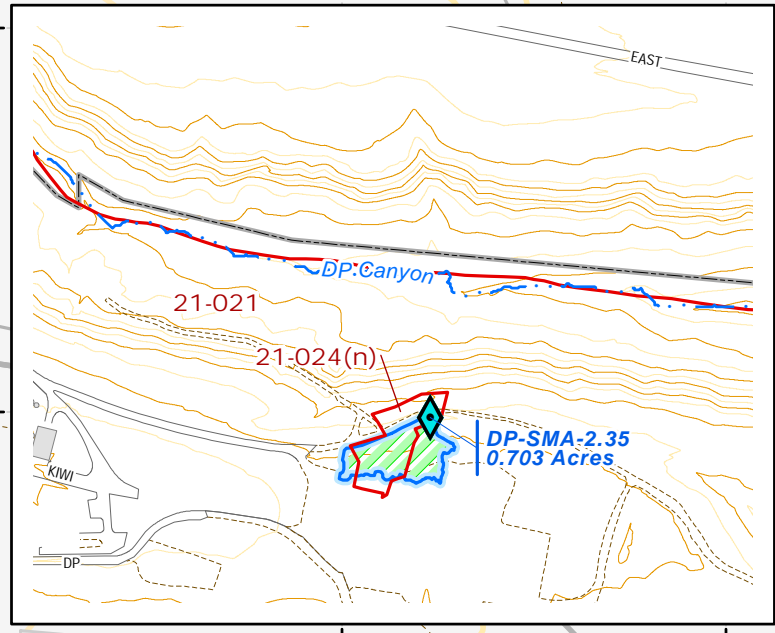 EAST
DP Canyon
21-021
21-024(n)
DP-SMA-2.35
0.703 Acres
KIWI
DP